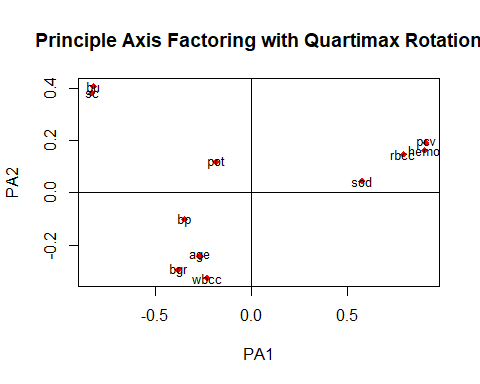 Principle Axis Factoring with Quartimax Rotation
PA2
0.4
0.2
0.0
-0.2
bu
sc
pot
pcv
hemo
rbcc
sod
bp
age
bgr
wbcc
-0.5 0.0 0.5
PA1